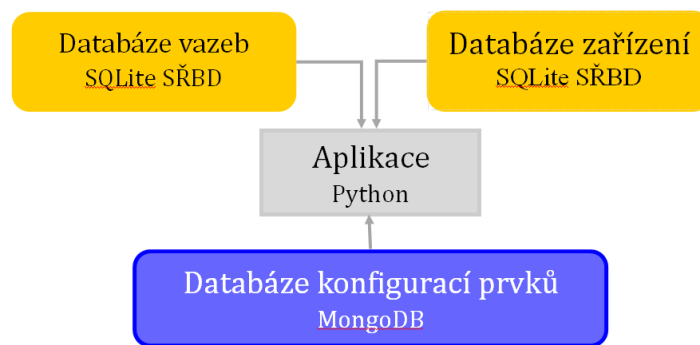 Databáze vazeb
SQLite SŘBD
Databáze zařízení
SQLite SŘBD
Aplikace
Python
Databáze konfigurací prvků
MongoDB